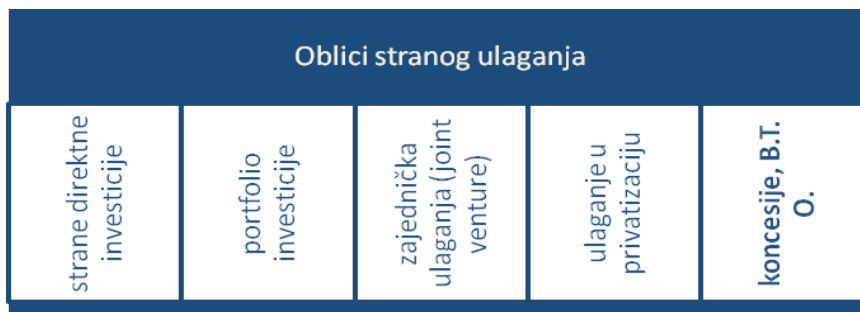 Oblici stranog ulaganja
strane direktne
investicije
portfolio
investicije
zajednička
ulaganja (joint
venture)
ulaganje u
privatizaciju
koncesije, B.T.
O.